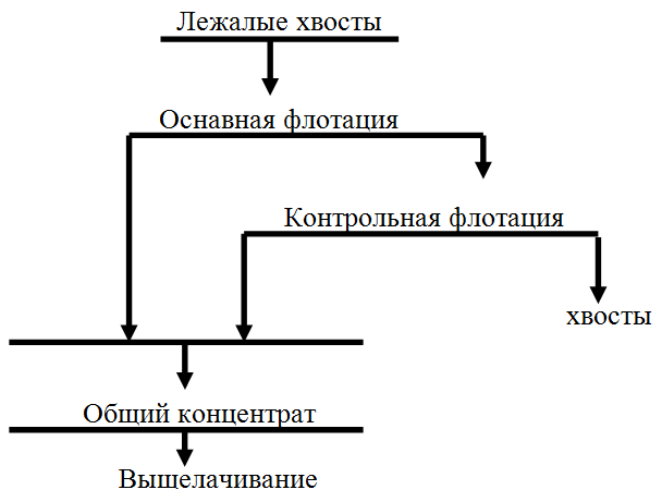 Лежалые хвосты
Оснавная флотация
Контрольная флотация
хвосты
Общий концентрат
Выщелачивание